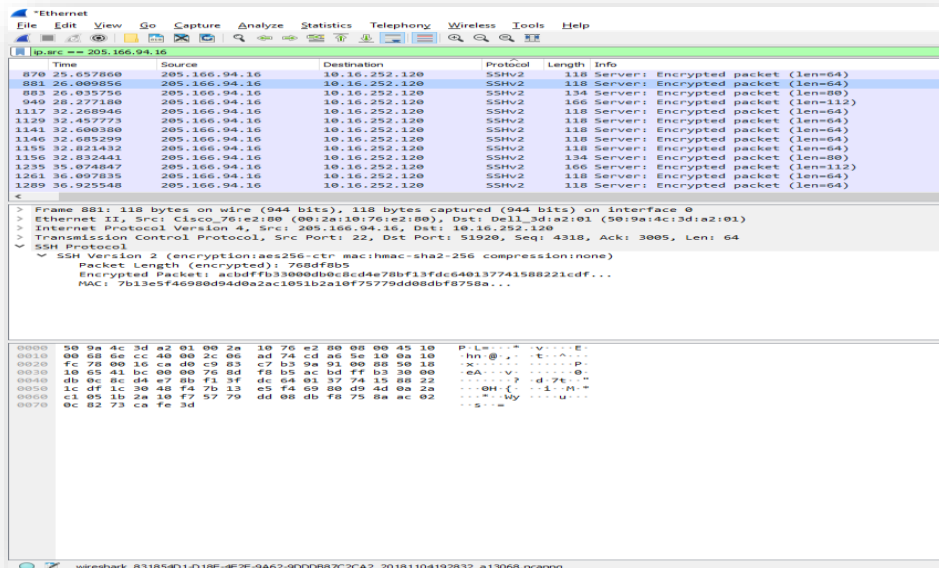 *Ethernet
File Edit View Go Capture Analyze Statistics Telephony Wireless Tools Help
ip.src == 205.166.94.16
Time Source Destination Protocol Length Info
870 25.657860 205.166.94.16 10.16.252.120 SSHv2 118 Server: Encrypted packet (len=64)
881 26.009856 205.166.94.16 10.16.252.120 SSHv2 118 Server: Encrypted packet (len=64)
883 26.035756 205.166.94.16 10.16.252.120 SSHv2 134 Server: Encrypted packet (len=80)
949 28.277180 205.166.94.16 10.16.252.120 SSHv2 166 Server: Encrypted packet (len=112)
1117 32.268946 205.166.94.16 10.16.252.120 SSHv2 118 Server: Encrypted packet (len=64)
1129 32.457773 205.166.94.16 10.16.252.120 SSHv2 118 Server: Encrypted packet (len=64)
1141 32.600380 205.166.94.16 10.16.252.120 SSHv2 118 Server: Encrypted packet (len=64)
1146 32.685299 205.166.94.16 10.16.252.120 SSHv2 118 Server: Encrypted packet (len=64)
1155 32.821432 205.166.94.16 10.16.252.120 SSHv2 118 Server: Encrypted packet (len=64)
1156 32.832441 205.166.94.16 10.16.252.120 SSHv2 134 Server: Encrypted packet (len=80)
1235 35.074847 205.166.94.16 10.16.252.120 SSHv2 166 Server: Encrypted packet (len=112)
1261 36.097835 205.166.94.16 10.16.252.120 SSHv2 118 Server: Encrypted packet (len=64)
1289 36.925548 205.166.94.16 10.16.252.120 SSHv2 118 Server: Encrypted packet (len=64)
> Frame 881: 118 bytes on wire (944 bits), 118 bytes captured (944 bits) on interface 0
> Ethernet II, Src: Cisco_76:e2:80 (00:2a:10:76:e2:80), Dst: Dell_3d:a2:01 (50:9a:4c:3d:a2:01)
> Internet Protocol Version 4, Src: 205.166.94.16, Dst: 10.16.252.120
> Transmission Control Protocol, Src Port: 22, Dst Port: 51920, Seq: 4318, Ack: 3005, Len: 64
SSH Protocol
SSH Version 2 (encryption:aes256-ctr mac:hmac-sha2-256 compression:none)
Packet Length (encrypted): 768df8b5
Encrypted Packet: acbdffb33000db0c8cd4e78bf13fdc640137741588221cdf...
MAC: 7b13e5f46980d94d0a2ac1051b2a10f75779dd08dbf8758a...
0000 50 9a 4c 3d a2 01 00 2a 10 76 e2 80 08 00 45 10 P·L=···* ·v····E·
0010 00 68 6e cc 40 00 2c 06 ad 74 cd a6 5e 10 0a 10 ·hn·@·,· ·t··^···
0020 fc 78 00 16 ca d0 c9 83 c7 b3 9a 91 00 88 50 18 ·x······ ······P·
0030 10 65 41 bc 00 00 76 8d f8 b5 ac bd ff b3 30 00 ·eA···v· ······0·
0040 db 0c 8c d4 e7 8b f1 3f dc 64 01 37 74 15 88 22 ·······? ·d·7t··"
0050 1c df 1c 30 48 f4 7b 13 e5 f4 69 80 d9 4d 0a 2a ···0H·{· ··i··M·*
0060 c1 05 1b 2a 10 f7 57 79 dd 08 db f8 75 8a ac 02 ···*··Wy ····u···
0070 0c 82 73 ca fe 3d ··s··=
wireshark_831854D1-D18E-4E2E-9A62-9DDDB87C2CA2_20181104192832_a13068.pcapng